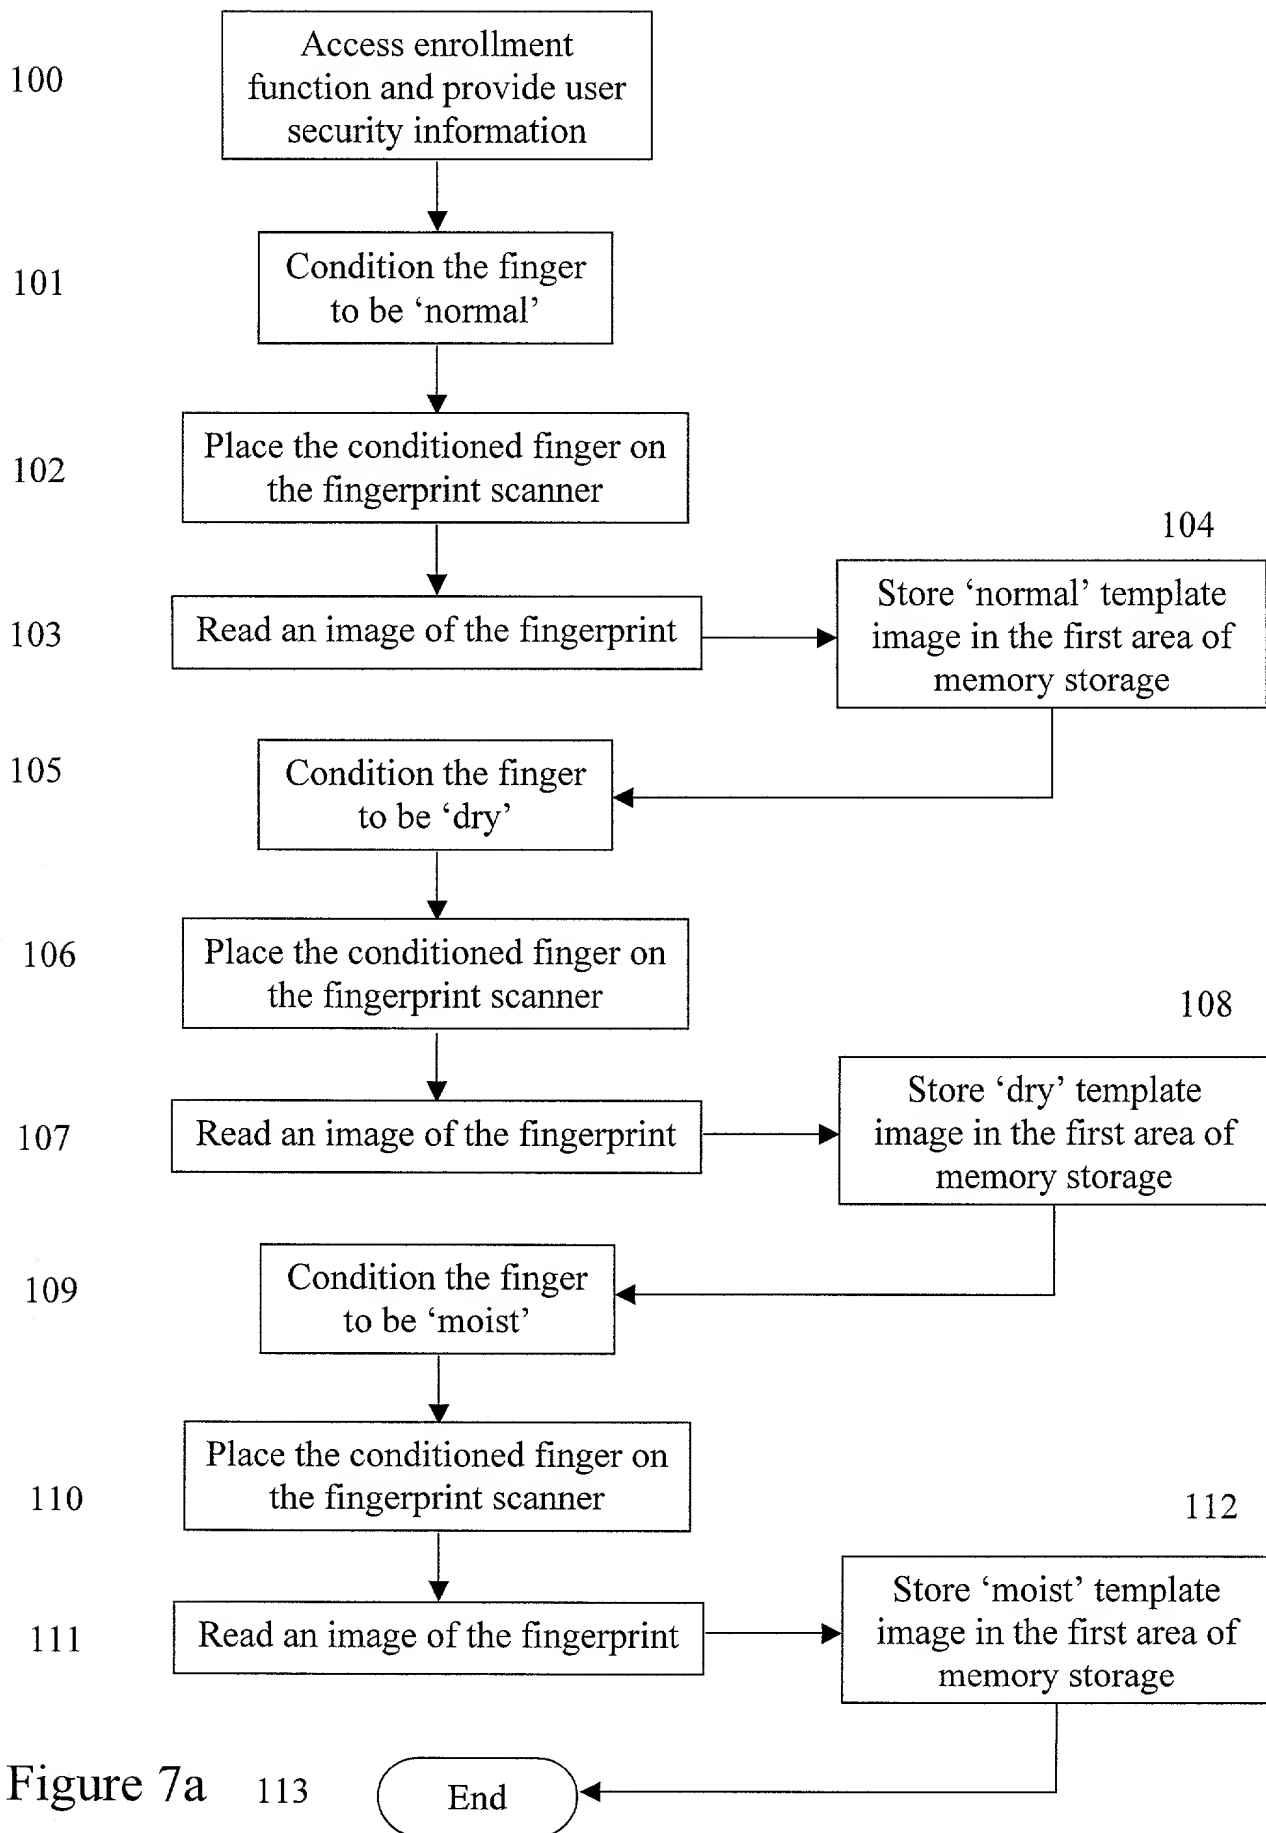 100
Access enrollment
function and provide user
security information
101
Condition the finger
to be ‘normal’
102
Place the conditioned finger on
the fingerprint scanner
103
Read an image of the fingerprint
104
Store ‘normal’ template
image in the first area of
memory storage
105
Condition the finger
to be ‘dry’
106
Place the conditioned finger on
the fingerprint scanner
107
Read an image of the fingerprint
108
Store ‘dry’ template
image in the first area of
memory storage
109
Condition the finger
to be ‘moist’
110
Place the conditioned finger on
the fingerprint scanner
111
Read an image of the fingerprint
112
Store ‘moist’ template
image in the first area of
memory storage
Figure 7a
113
End